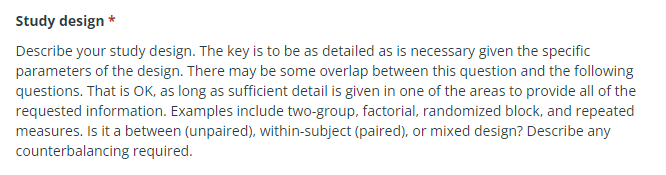 Study design *
Describe your study design. The key is to be as detailed as is necessary given the specific
parameters of the design. There may be some overlap between this question and the following
questions. That is OK, as long as sufficient detail is given in one of the areas to provide all of the
requested information. Examples include two-group, factorial, randomized block, and repeated
measures. Is it a between (unpaired), within-subject (paired), or mixed design? Describe any
counterbalancing required.